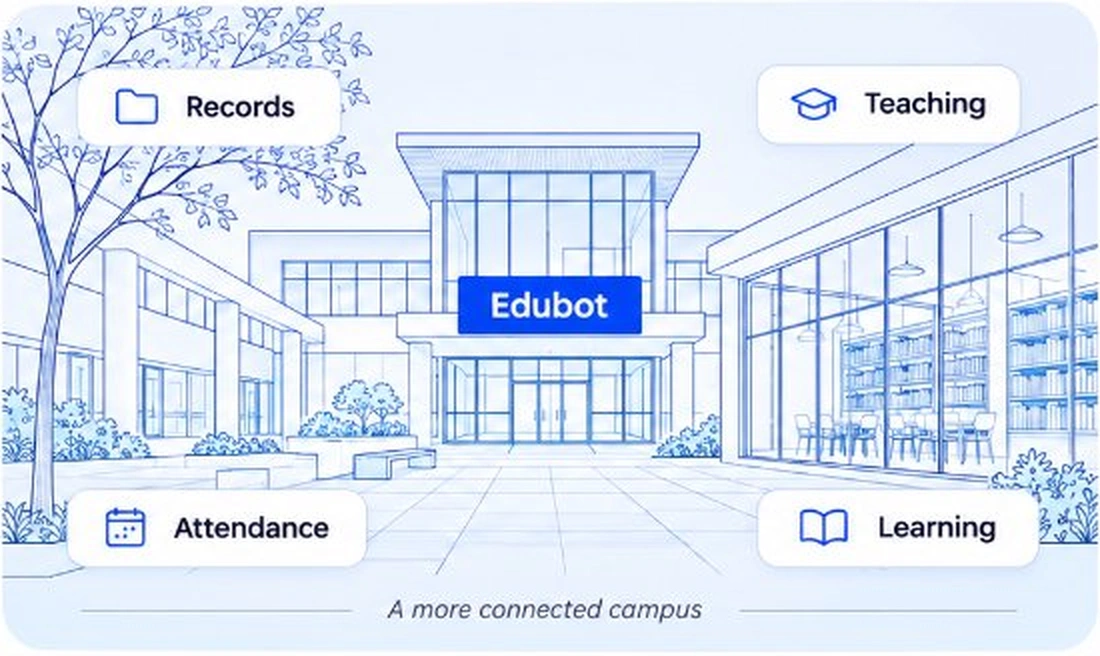 Records
Teaching
Edubot
Attendance
Learning
A more connected campus